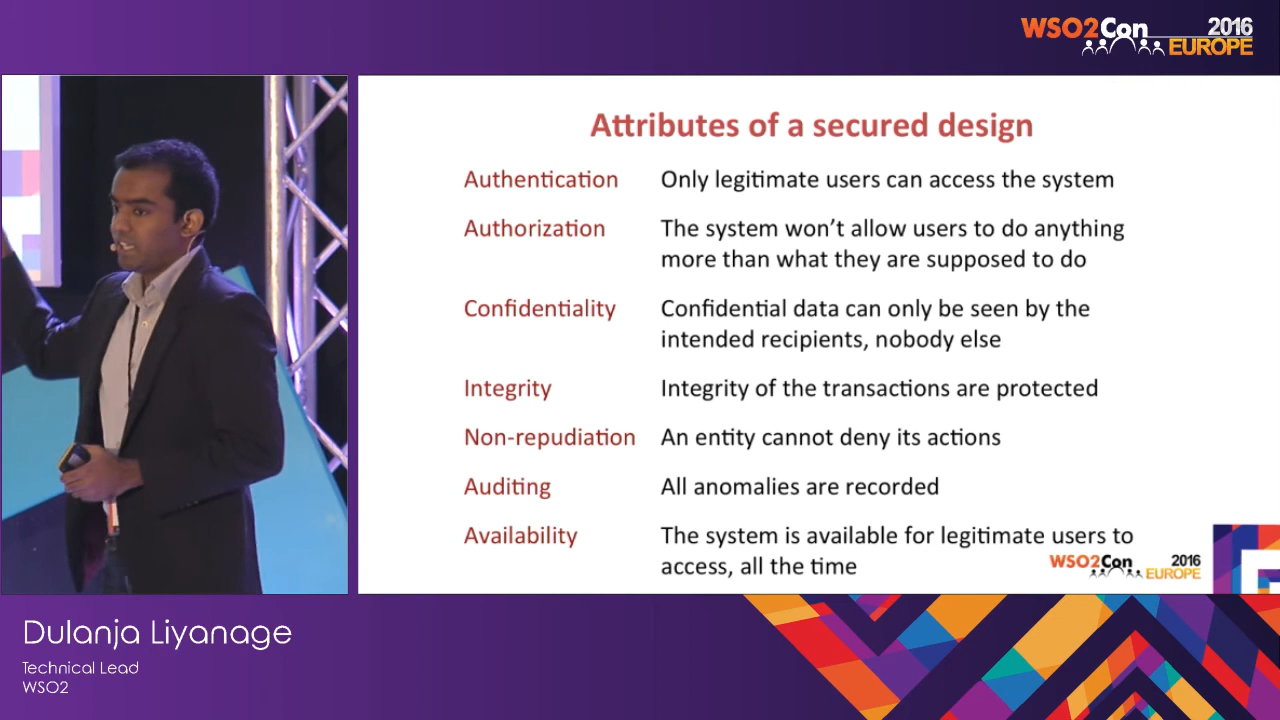 WSO2Con 2016
EUROPE
Attributes of a secured design
Authentication Only legitimate users can access the system
Authorization The system won't allow users to do anything
more than what they are supposed to do
Confidentiality Confidential data can only be seen by the
intended recipients, nobody else
Integrity Integrity of the transactions are protected
Non-repudiation An entity cannot deny its actions
Auditing All anomalies are recorded
Availability The system is available for legitimate users to
access, all the time
WSO2Con 2016
EUROPE
Dulanja Liyanage
Technical Lead
WSO2